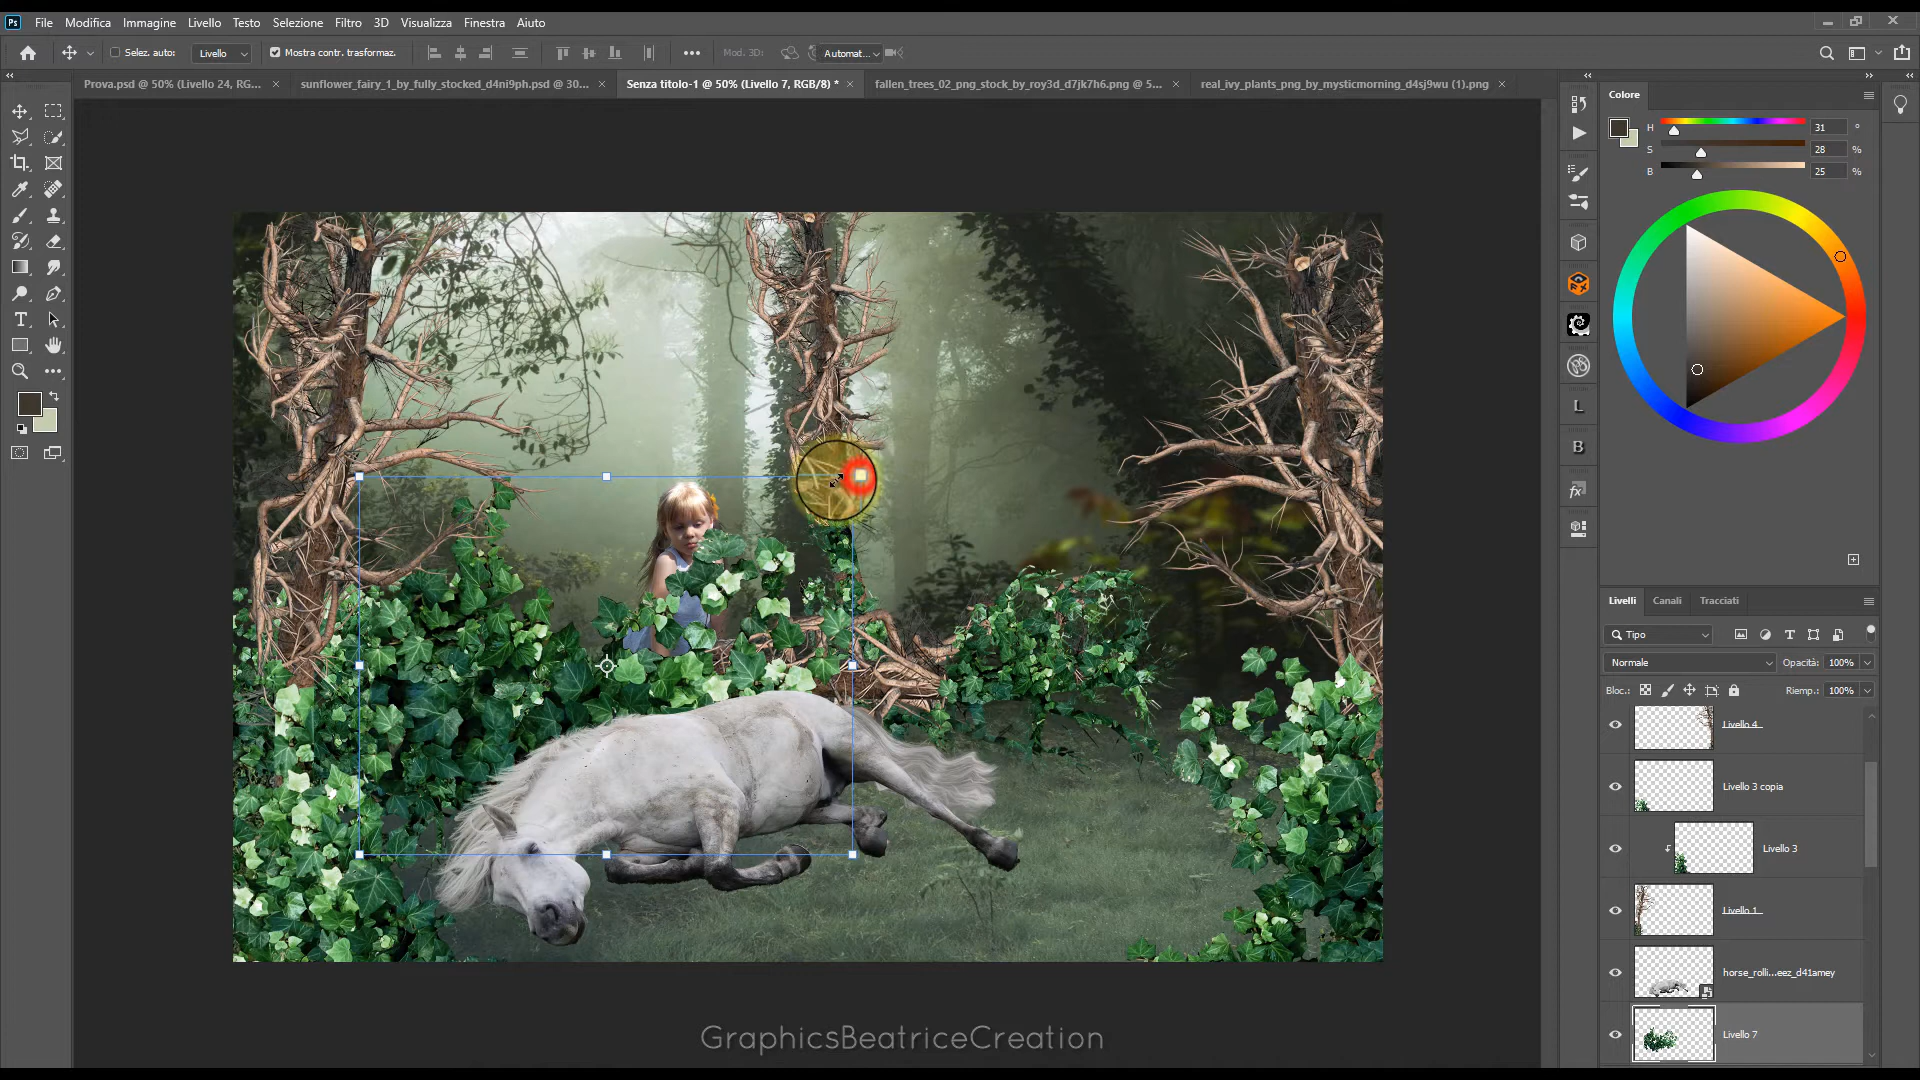 Ps File Modifica Immagine Livello Testo Selezione Filtro 3D Visualizza Finestra Aiuto
Selez. auto: Livello Mostra contr. trasformaz. Mod. 3D: Automat...
Prova.psd @ 50% (Livello 24, RG... sunflower_fairy_1_by_fully_stocked_d4ni9ph.psd @ 30... Senza titolo-1 @ 50% (Livello 7, RGB/8) * fallen_trees_02_png_stock_by_roy3d_d7jk7h6.png @ 5... real_ivy_plants_png_by_mysticmorning_d4sj9wu (1).png
Colore
H 31 °
S 28 %
B 25 %
L
B
fx
T
Livelli Canali Tracciati
Tipo
Normale Opacità: 100%
Bloc.: Riemp.: 100%
Livello 4
Livello 3 copia
Livello 3
Livello 1
horse_rolli...eez_d41amey
Livello 7
GraphicsBeatriceCreation